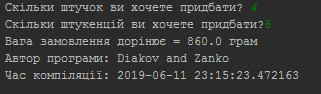 Скільки штучок ви хочете придбати? 4
Скільки штукенцій ви хочете придбати?5
Вага замовлення дорінює = 860.0 грам
Автор програми: Diakov and Zanko
Час компіляції: 2019-06-11 23:15:23.472163